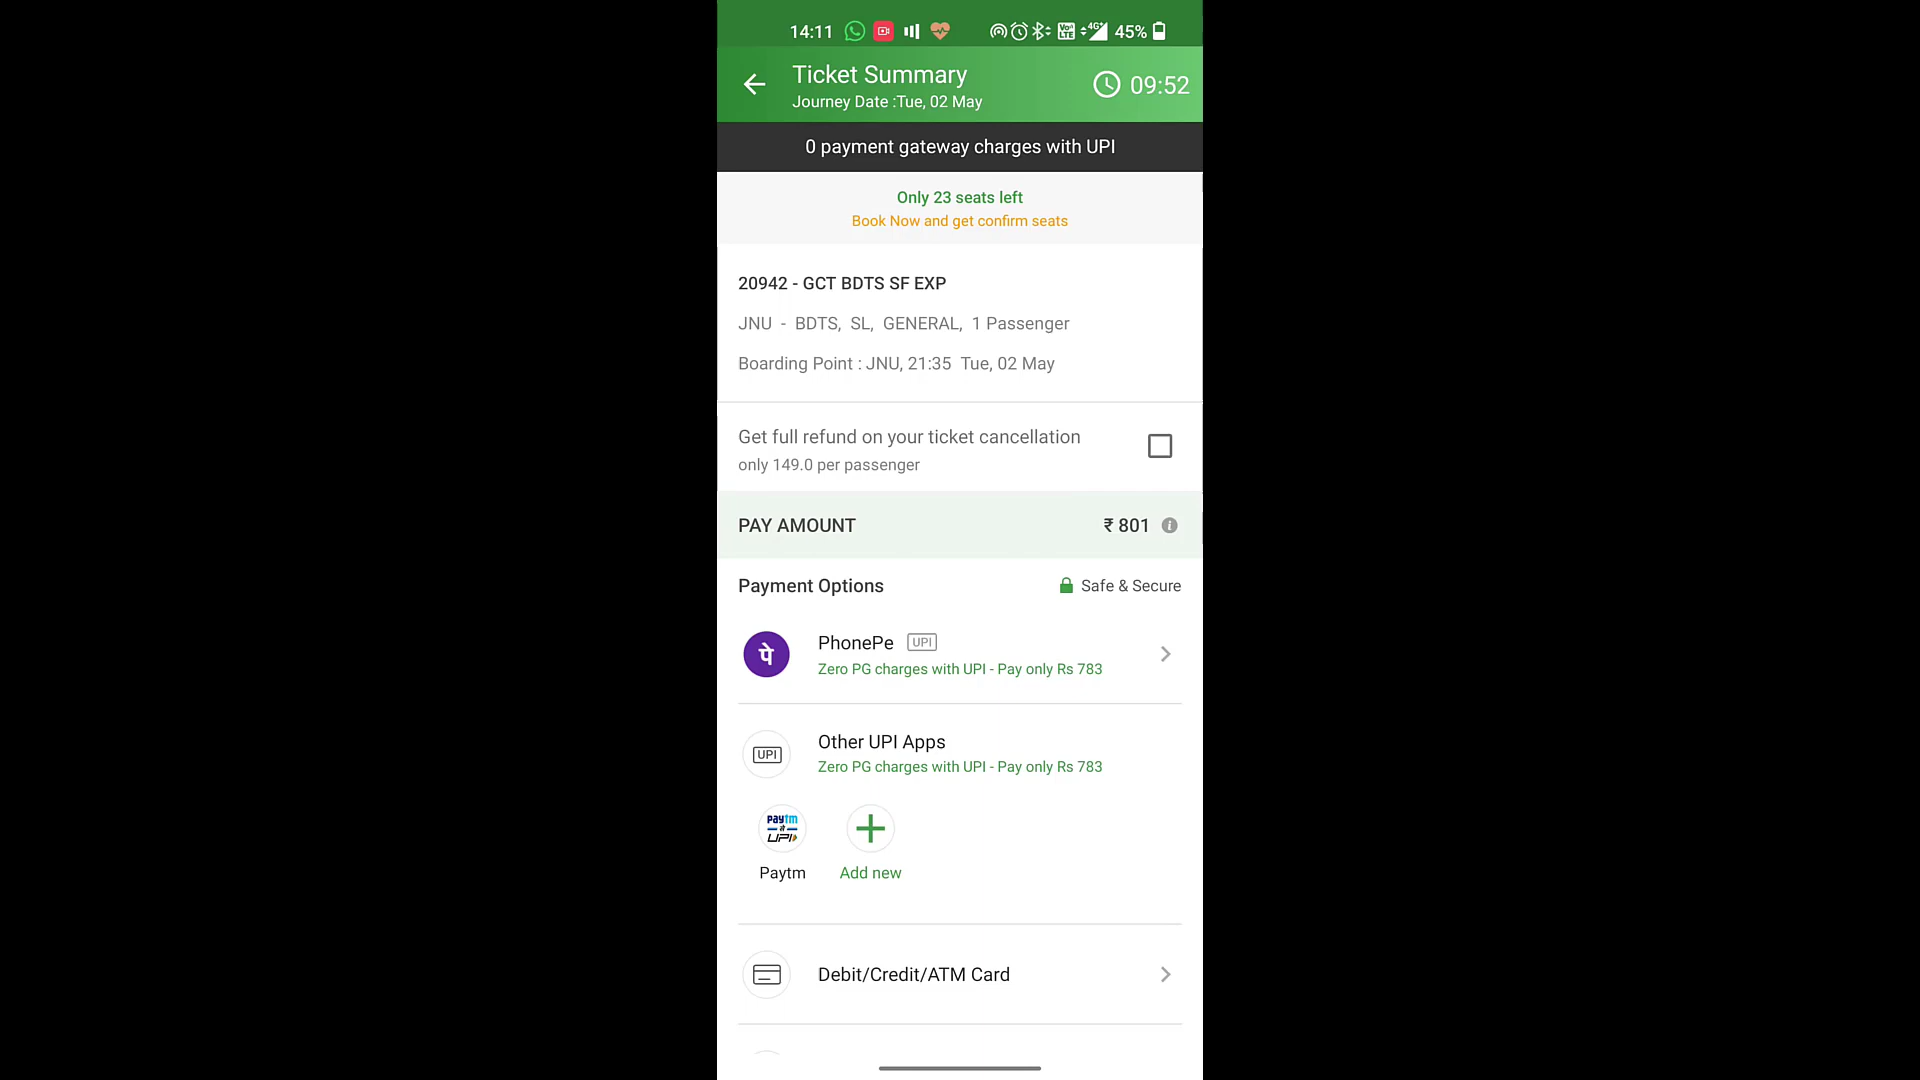 14:11 45%
Ticket Summary
Journey Date :Tue, 02 May
09:52
0 payment gateway charges with UPI
Only 23 seats left
Book Now and get confirm seats
20942 - GCT BDTS SF EXP
JNU - BDTS, SL, GENERAL, 1 Passenger
Boarding Point : JNU, 21:35 Tue, 02 May
Get full refund on your ticket cancellation
only 149.0 per passenger
PAY AMOUNT ₹ 801
Payment Options Safe & Secure
पे
PhonePe UPI
Zero PG charges with UPI - Pay only Rs 783
UPI
Other UPI Apps
Zero PG charges with UPI - Pay only Rs 783
paytm UPI
Paytm Add new
Debit/Credit/ATM Card